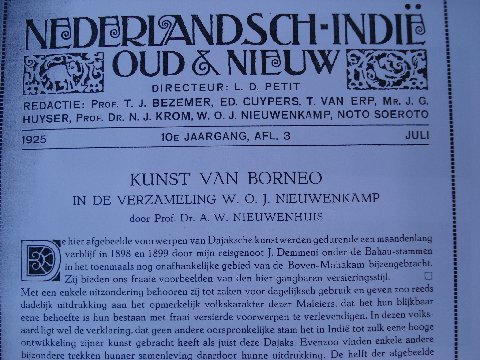 NEDERLANDSCH-INDIË
OUD & NIEUW
DIRECTEUR: L. D. PETIT
REDACTIE: PROF. T. J. BEZEMER, ED. CUYPERS, T. VAN ERP, MR. J. G.
HUYSER, PROF. DR. N. J. KROM, W. O. J. NIEUWENKAMP, NOTO SOEROTO
1925 10E JAARGANG, AFL. 3 JULI
KUNST VAN BORNEO
IN DE VERZAMELING W. O. J. NIEUWENKAMP
door Prof. Dr. A. W. NIEUWENHUIS
De hier afgebeelde voorwerpen van Dajaksche kunst werden gedurende een maandenlang
verblijf in 1898 en 1899 door mijn reisgenoot J. Demmeni onder de Bahau-stammen
in het toenmaals nog onafhankelijke gebied van de Boven-Mahakam bijeengebracht.
Zij bieden ons fraaie voorbeelden van den hier gangbaren versieringsstijl.
Met een enkele uitzondering behooren zij tot zaken voor dagelijksch gebruik en geven zoo reeds
dadelijk uitdrukking aan het opmerkelijk volkskarakter dezer Maleiers, dat het hun blijkbaar
eene behoefte is hun bestaan met fraai versierde voorwerpen te verlevendigen. In dezen volks-
aard ligt wel de verklaring, dat geen andere oorspronkelijke stam het in Indië tot zulk eene hooge
ontwikkeling zijner kunst gebracht heeft als juist deze Dajaks. Evenzoo vinden enkele andere
bijzondere trekken hunner samenleving daardoor hunne uitdrukking. De helft der afgebeelde